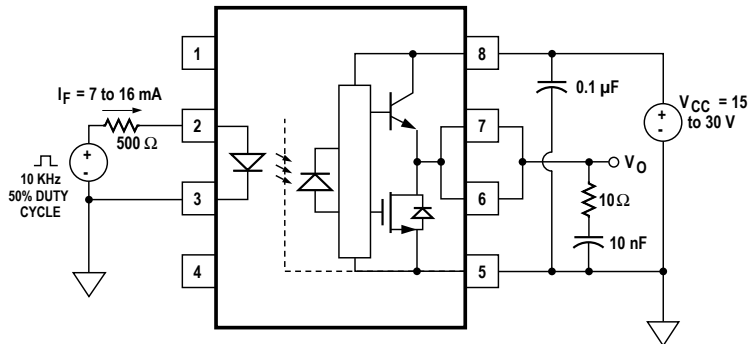 1
8
I_F = 7 to 16 mA
0.1 µF
V_CC = 15
to 30 V
+
-
2
7
500 Ω
+
-
V_O
10 KHz
50% DUTY
CYCLE
3
6
10Ω
10 nF
4
5